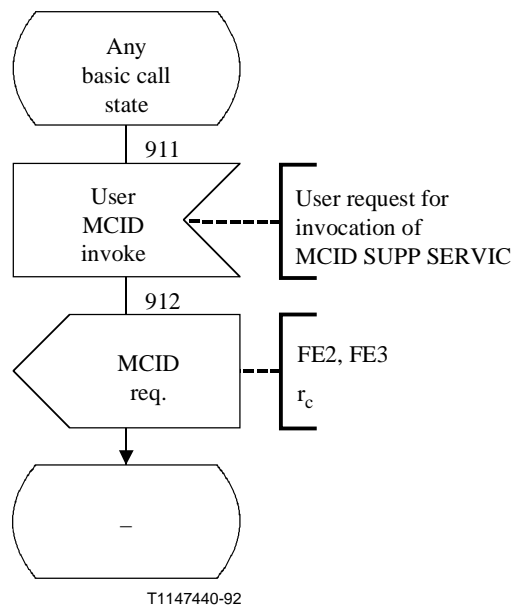 Any
basic call
state
911
User
MCID
invoke
User request for
invocation of
MCID SUPP SERVIC
912
MCID
req.
FE2, FE3
r_c
–
T1147440-92